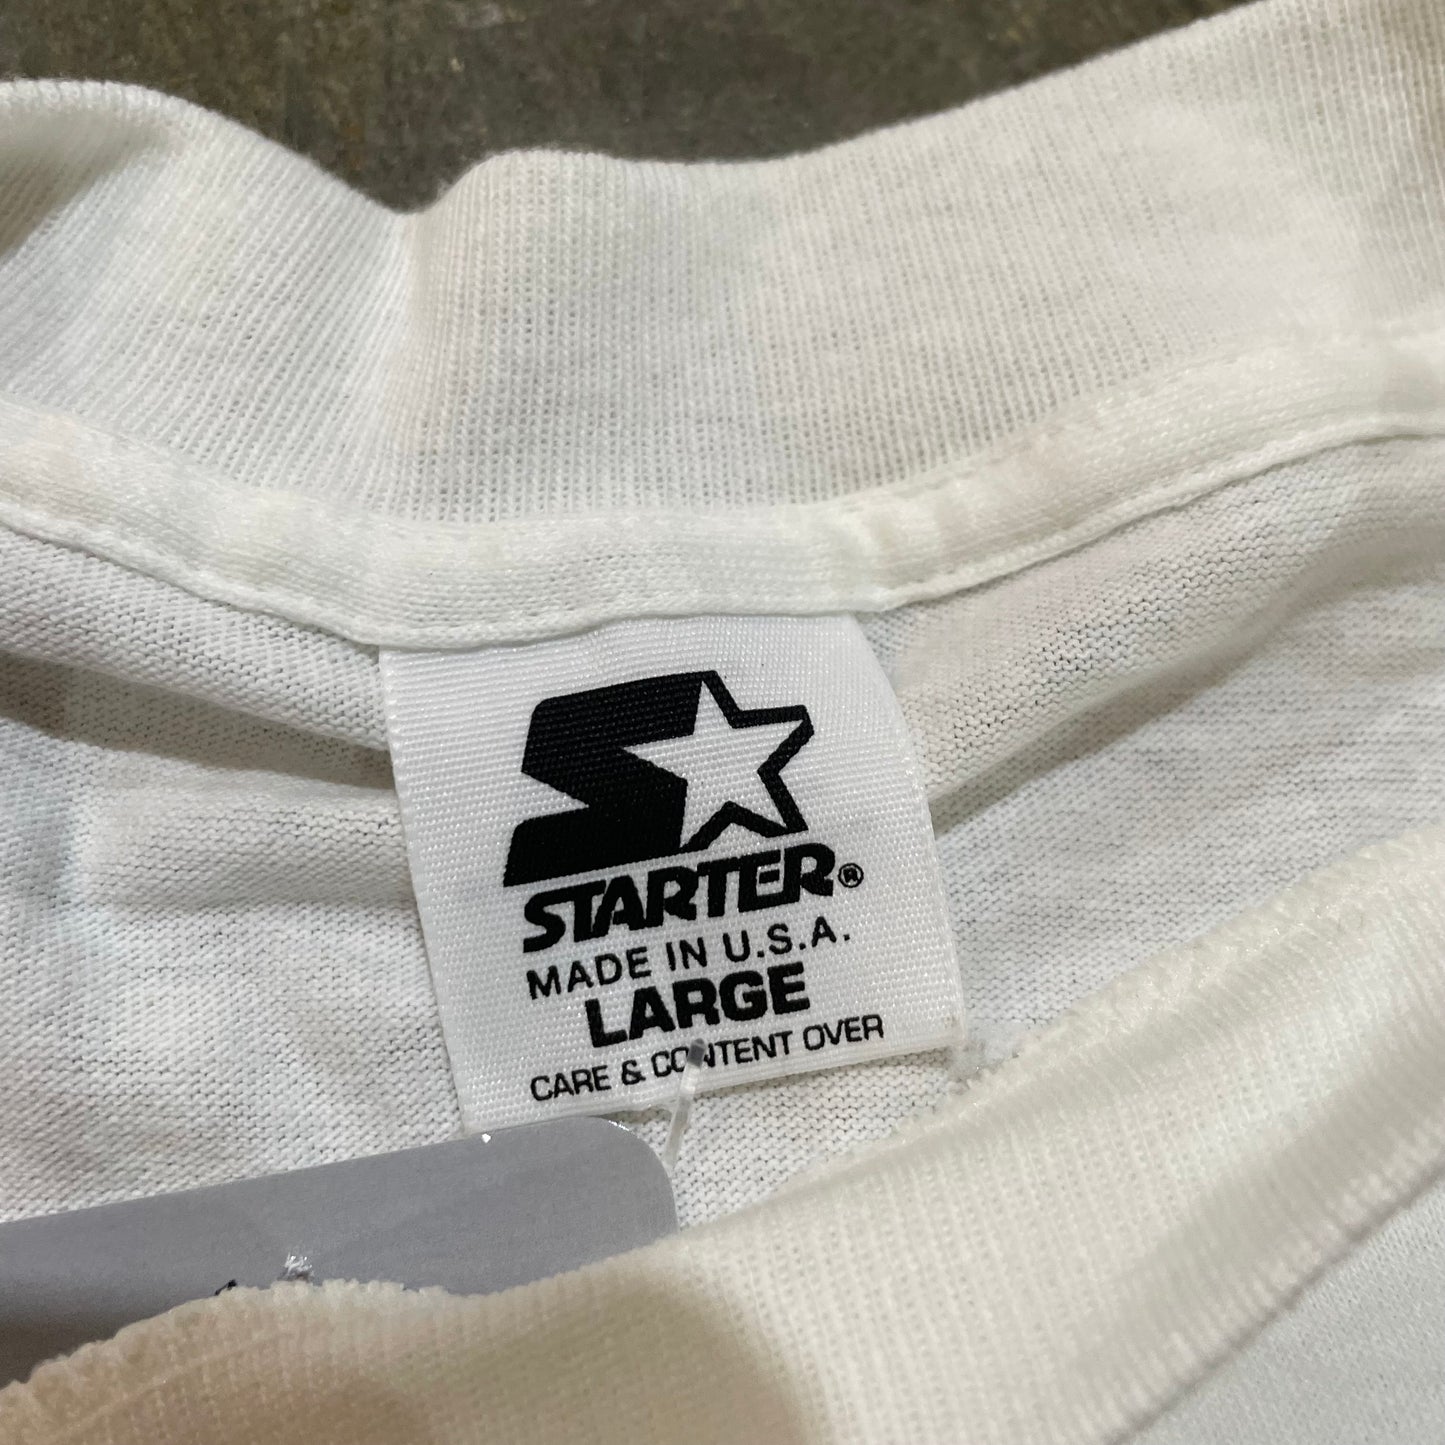 STARTER®
MADE IN U.S.A.
LARGE
CARE & CONTENT OVER